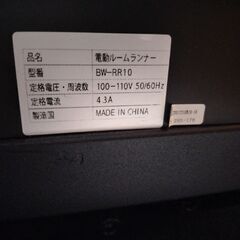 品名 電動ルームランナー
型番 BW-RR10
定格電圧・周波数 100-110V 50/60Hz
定格電流 4.3A
製造国 MADE IN CHINA